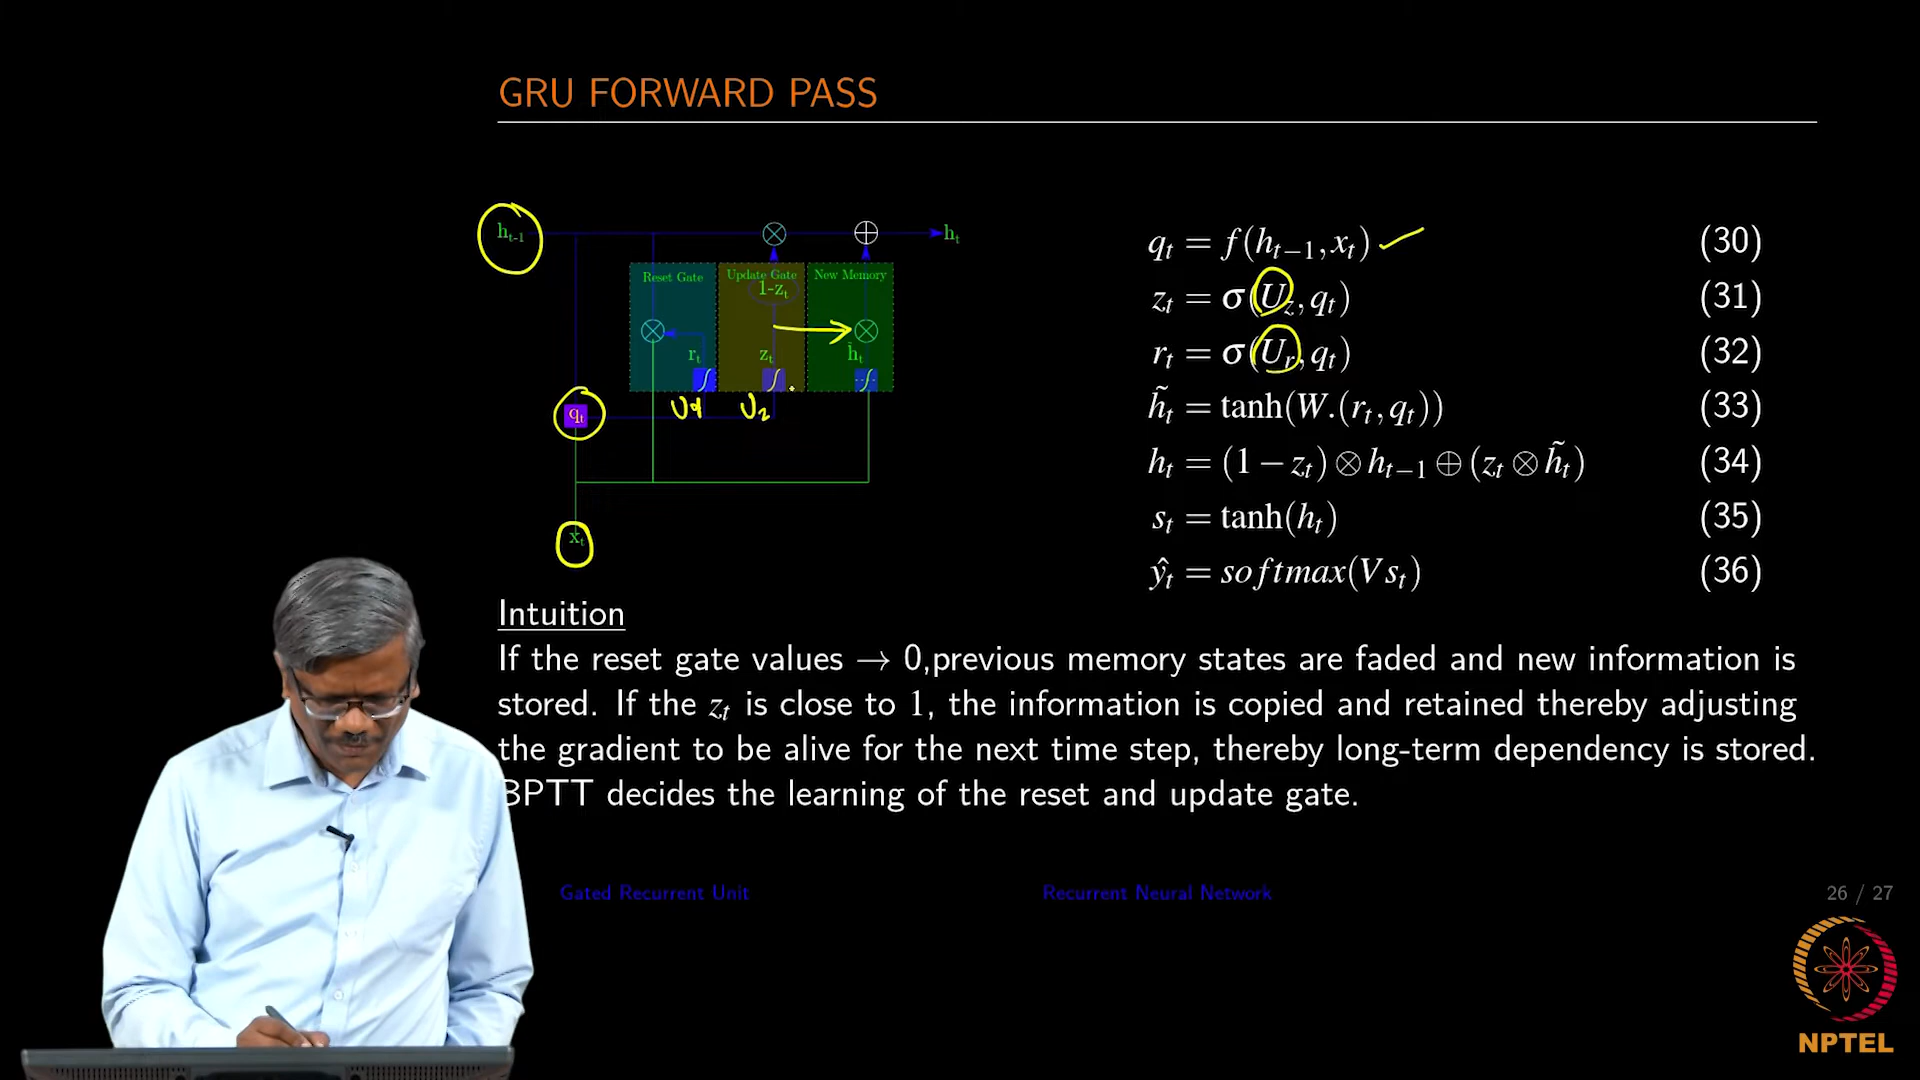 GRU FORWARD PASS
h_{t-1}
h_t
Reset Gate
Update Gate
New Memory
1-z_t
r_t
z_t
h̃_t
q_t
U_r
U_z
x_t
q_t = f(h_{t−1}, x_t) (30)
z_t = σ(U_z, q_t) (31)
r_t = σ(U_r, q_t) (32)
h̃_t = tanh(W.(r_t, q_t)) (33)
h_t = (1 − z_t) ⊗ h_{t−1} ⊕ (z_t ⊗ h̃_t) (34)
s_t = tanh(h_t) (35)
ŷ_t = softmax(Vs_t) (36)
Intuition
If the reset gate values → 0,previous memory states are faded and new information is
stored. If the z_t is close to 1, the information is copied and retained thereby adjusting
the gradient to be alive for the next time step, thereby long-term dependency is stored.
BPTT decides the learning of the reset and update gate.
Gated Recurrent Unit
Recurrent Neural Network
26 / 27
NPTEL